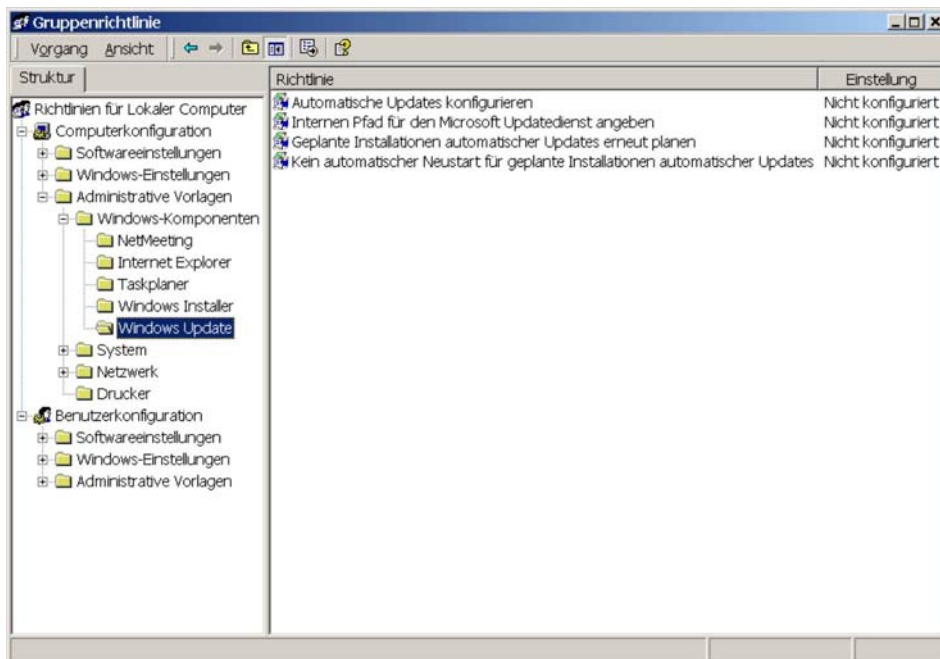 Gruppenrichtlinie
Vorgang Ansicht
Struktur
Richtlinien für Lokaler Computer
Computerkonfiguration
Softwareeinstellungen
Windows-Einstellungen
Administrative Vorlagen
Windows-Komponenten
NetMeeting
Internet Explorer
Taskplaner
Windows Installer
Windows Update
System
Netzwerk
Drucker
Benutzerkonfiguration
Softwareeinstellungen
Windows-Einstellungen
Administrative Vorlagen
Richtlinie Einstellung
Automatische Updates konfigurieren Nicht konfiguriert
Internen Pfad für den Microsoft Updatedienst angeben Nicht konfiguriert
Geplante Installationen automatischer Updates erneut planen Nicht konfiguriert
Kein automatischer Neustart für geplante Installationen automatischer Updates Nicht konfiguriert